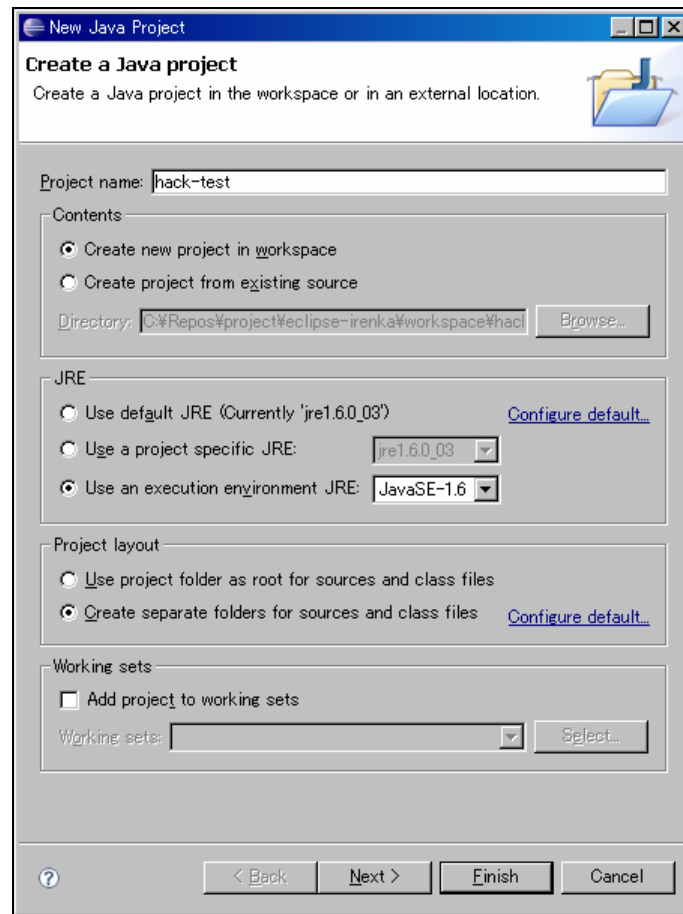 New Java Project
Create a Java project
Create a Java project in the workspace or in an external location.
Project name: hack-test
Contents
Create new project in workspace
Create project from existing source
Directory: C:¥Repos¥project¥eclipse-irenka¥workspace¥hacl Browse...
JRE
Use default JRE (Currently 'jre1.6.0_03') Configure default...
Use a project specific JRE: jre1.6.0_03
Use an execution environment JRE: JavaSE-1.6
Project layout
Use project folder as root for sources and class files
Create separate folders for sources and class files Configure default...
Working sets
Add project to working sets
Working sets: Select...
? < Back Next > Finish Cancel